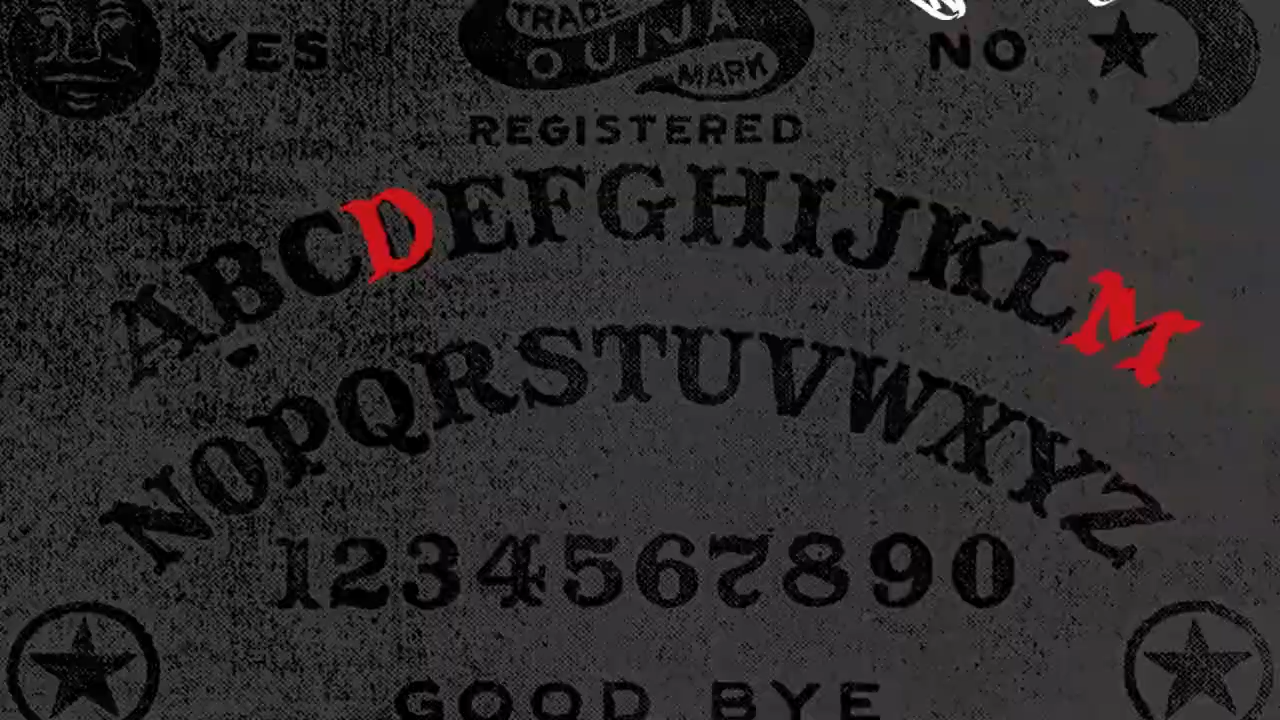 YES
TRADE
OUIJA
MARK
NO
REGISTERED
ABCDEFGHIJKLM
NOPQRSTUVWXYZ
1234567890
GOOD BYE